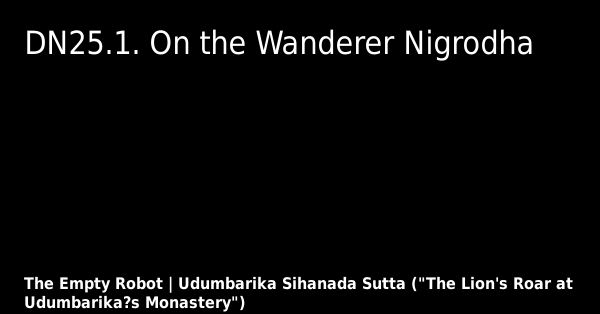 DN25.1. On the Wanderer Nigrodha
The Empty Robot | Udumbarika Sihanada Sutta ("The Lion's Roar at
Udumbarika?s Monastery")